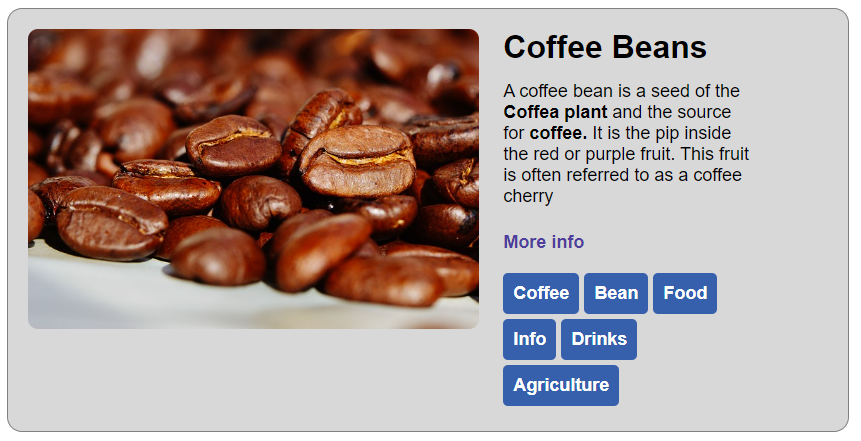 Coffee Beans
A coffee bean is a seed of the
Coffea plant and the source
for coffee. It is the pip inside
the red or purple fruit. This fruit
is often referred to as a coffee
cherry
More info
Coffee Bean Food
Info Drinks
Agriculture